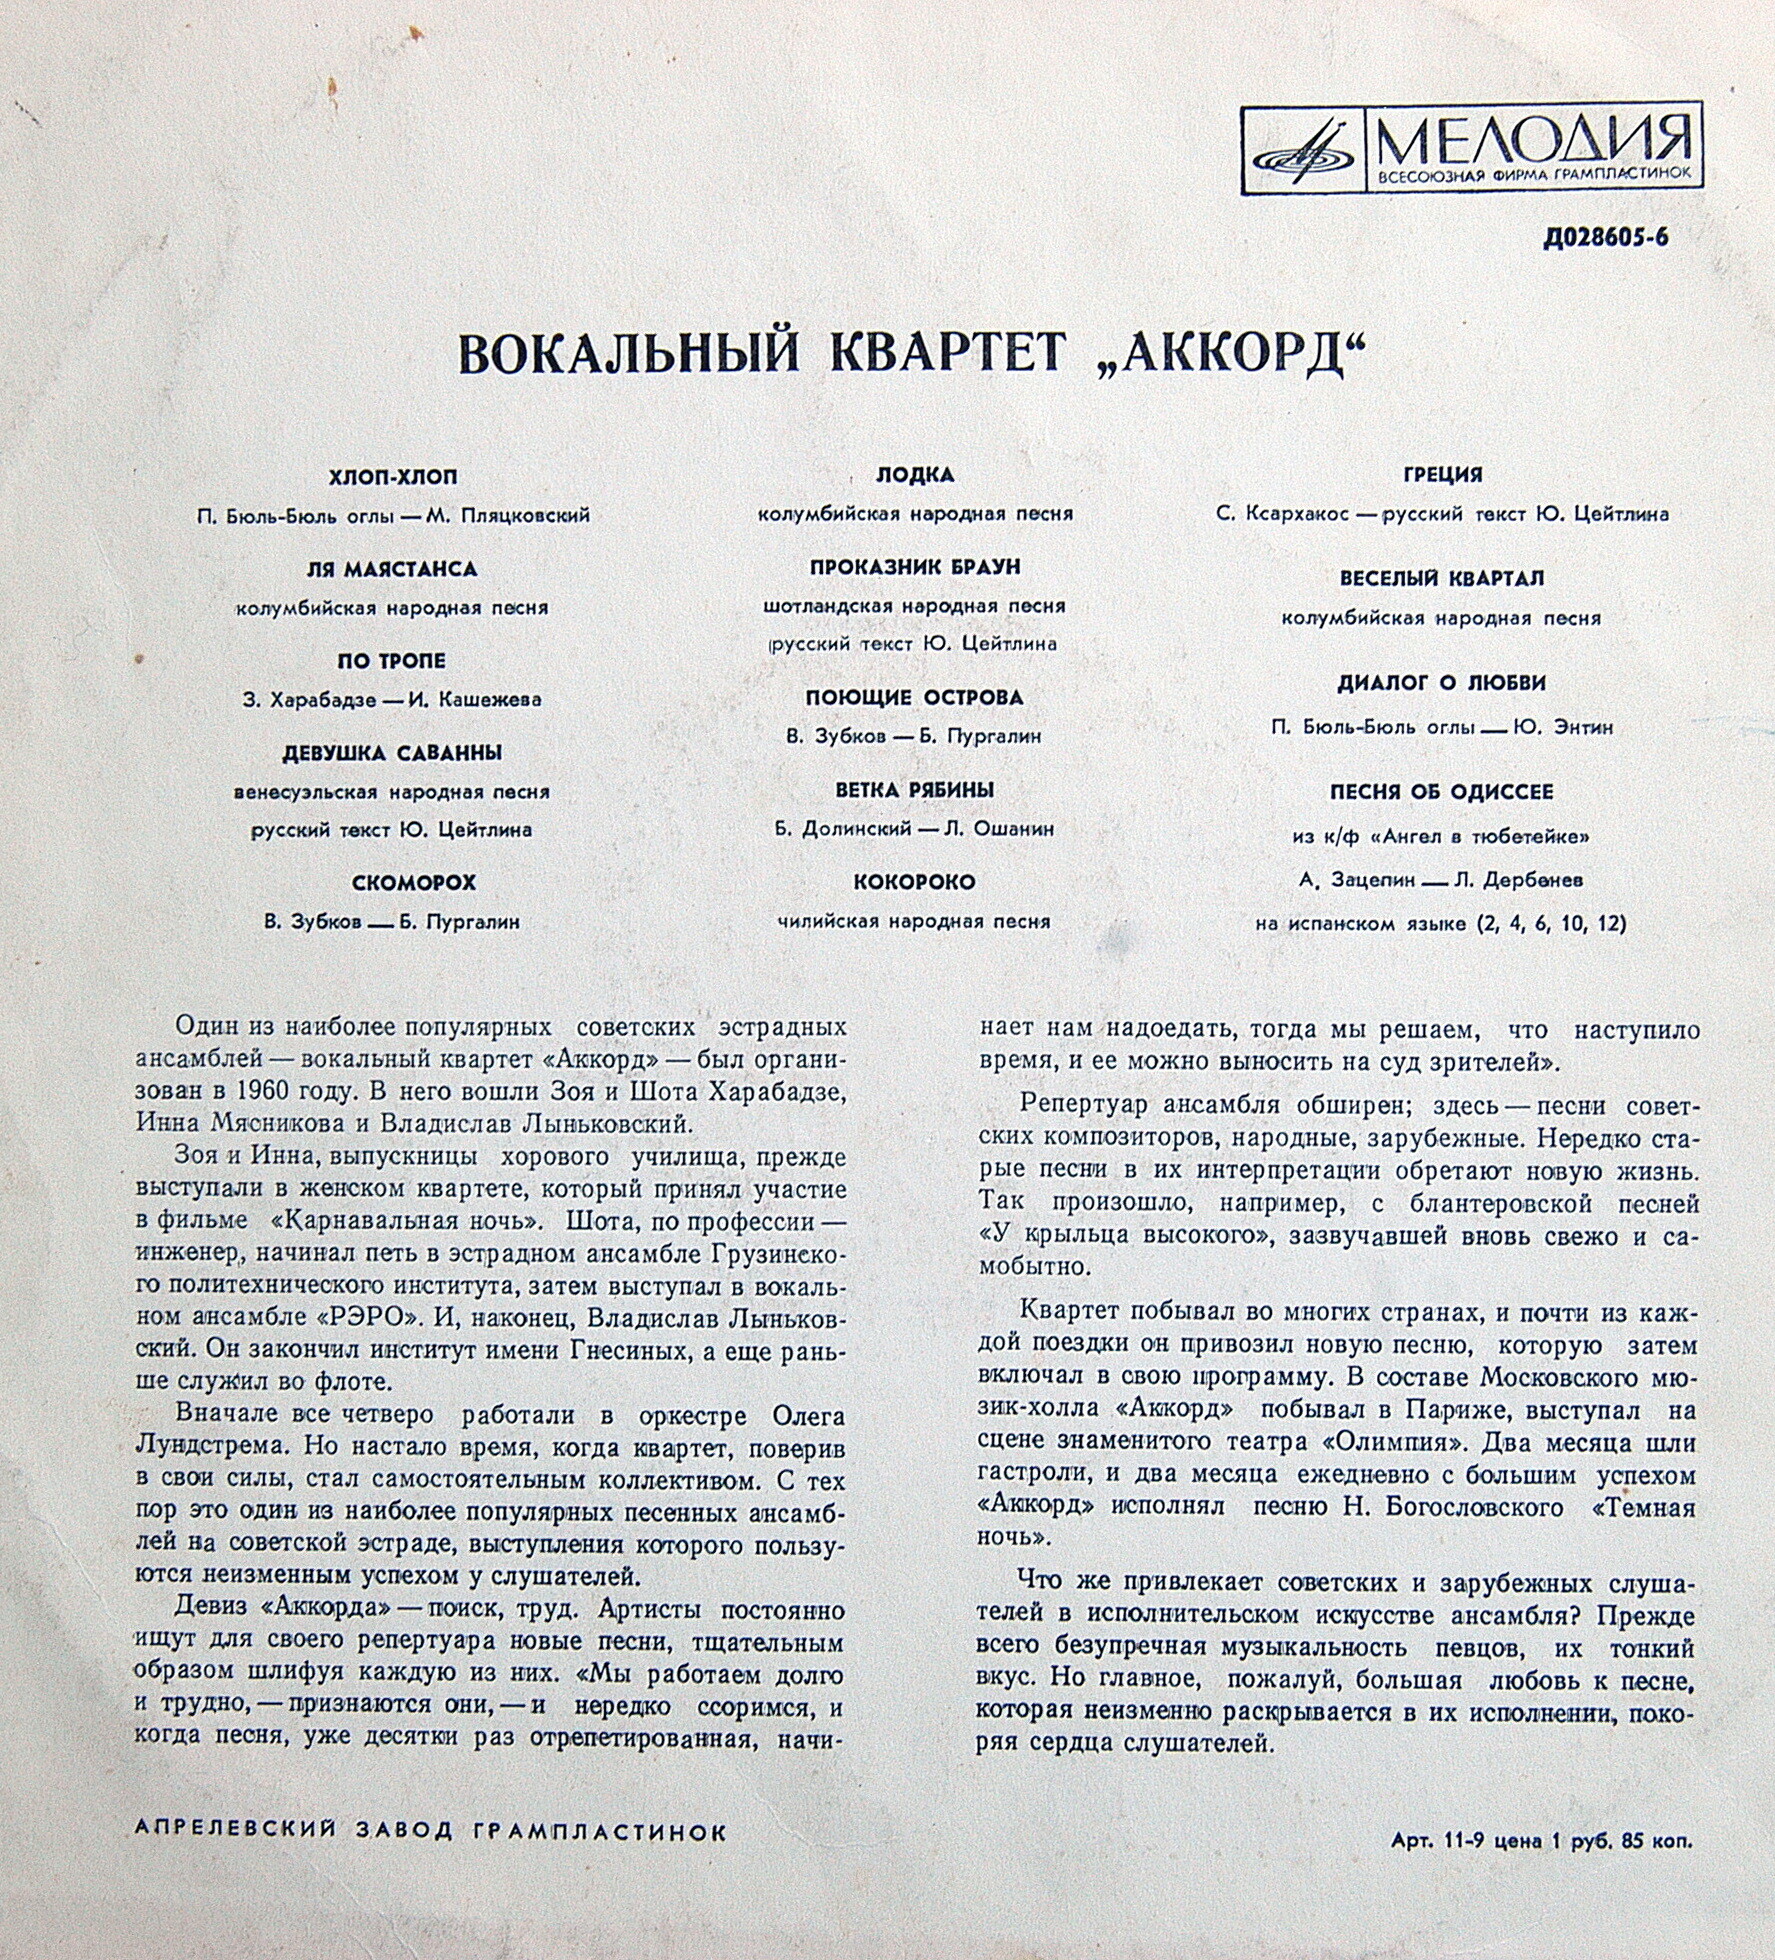 МЕЛОДИЯ
ВСЕСОЮЗНАЯ ФИРМА ГРАМПЛАСТИНОК
Д028605-6
ВОКАЛЬНЫЙ КВАРТЕТ „АККОРД“
ХЛОП-ХЛОП
П. Бюль-Бюль оглы — М. Пляцковский
ЛЯ МАЯСТАНСА
колумбийская народная песня
ПО ТРОПЕ
З. Харабадзе — И. Кашежева
ДЕВУШКА САВАННЫ
венесуэльская народная песня
русский текст Ю. Цейтлина
СКОМОРОХ
В. Зубков — Б. Пургалин
ЛОДКА
колумбийская народная песня
ПРОКАЗНИК БРАУН
шотландская народная песня
русский текст Ю. Цейтлина
ПОЮЩИЕ ОСТРОВА
В. Зубков — Б. Пургалин
ВЕТКА РЯБИНЫ
Б. Долинский — Л. Ошанин
КОКОРОКО
чилийская народная песня
ГРЕЦИЯ
С. Ксархакос — русский текст Ю. Цейтлина
ВЕСЕЛЫЙ КВАРТАЛ
колумбийская народная песня
ДИАЛОГ О ЛЮБВИ
П. Бюль-Бюль оглы — Ю. Энтин
ПЕСНЯ ОБ ОДИССЕЕ
из к/ф «Ангел в тюбетейке»
А. Зацепин — Л. Дербенев
на испанском языке (2, 4, 6, 10, 12)
Один из наиболее популярных советских эстрадных
ансамблей — вокальный квартет «Аккорд» — был органи-
зован в 1960 году. В него вошли Зоя и Шота Харабадзе,
Инна Мясникова и Владислав Лыньковский.
Зоя и Инна, выпускницы хорового училища, прежде
выступали в женском квартете, который принял участие
в фильме «Карнавальная ночь». Шота, по профессии —
инженер, начинал петь в эстрадном ансамбле Грузинско-
го политехнического института, затем выступал в вокаль-
ном ансамбле «РЭРО». И, наконец, Владислав Лыньков-
ский. Он закончил институт имени Гнесиных, а еще рань-
ше служил во флоте.
Вначале все четверо работали в оркестре Олега
Лундстрема. Но настало время, когда квартет, поверив
в свои силы, стал самостоятельным коллективом. С тех
пор это один из наиболее популярных песенных ансамб-
лей на советской эстраде, выступления которого пользу-
ются неизменным успехом у слушателей.
Девиз «Аккорда» — поиск, труд. Артисты постоянно
ищут для своего репертуара новые песни, тщательным
образом шлифуя каждую из них. «Мы работаем долго
и трудно, — признаются они, — и нередко ссоримся, и
когда песня, уже десятки раз отрепетированная, начи-
нает нам надоедать, тогда мы решаем, что наступило
время, и ее можно выносить на суд зрителей».
Репертуар ансамбля обширен; здесь — песни совет-
ских композиторов, народные, зарубежные. Нередко ста-
рые песни в их интерпретации обретают новую жизнь.
Так произошло, например, с блантеровской песней
«У крыльца высокого», зазвучавшей вновь свежо и са-
мобытно.
Квартет побывал во многих странах, и почти из каж-
дой поездки он привозил новую песню, которую затем
включал в свою программу. В составе Московского мю-
зик-холла «Аккорд» побывал в Париже, выступал на
сцене знаменитого театра «Олимпия». Два месяца шли
гастроли, и два месяца ежедневно с большим успехом
«Аккорд» исполнял песню Н. Богословского «Темная
ночь».
Что же привлекает советских и зарубежных слуша-
телей в исполнительском искусстве ансамбля? Прежде
всего безупречная музыкальность певцов, их тонкий
вкус. Но главное, пожалуй, большая любовь к песне,
которая неизменно раскрывается в их исполнении, поко-
ряя сердца слушателей.
АПРЕЛЕВСКИЙ ЗАВОД ГРАМПЛАСТИНОК
Арт. 11-9 цена 1 руб. 85 коп.